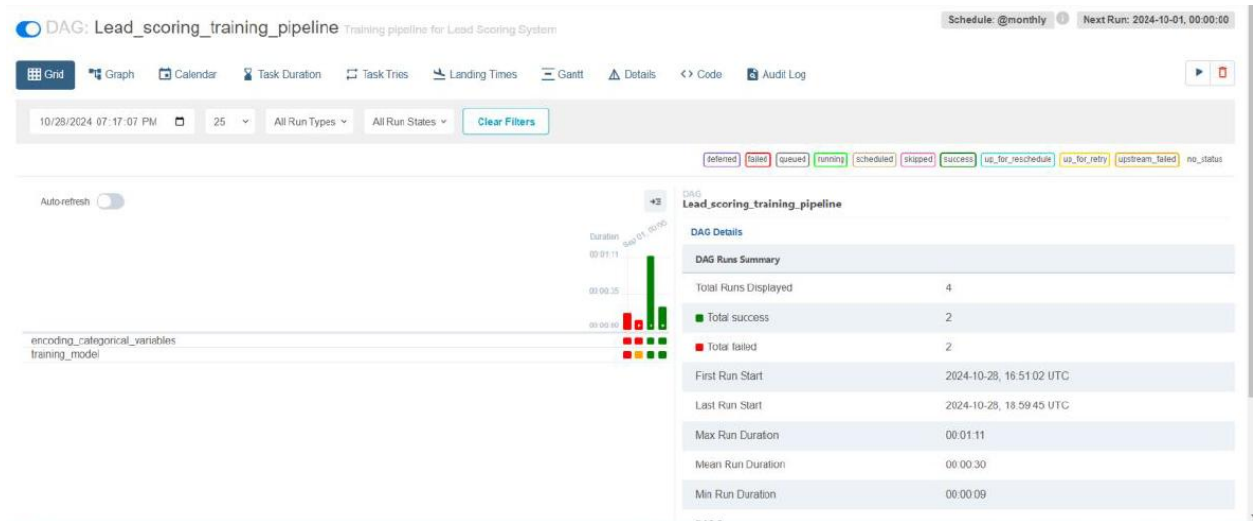 DAG: Lead_scoring_training_pipeline Training pipeline for Lead Scoring System
Schedule: @monthly Next Run: 2024-10-01, 00:00:00
Grid Graph Calendar Task Duration Task Tries Landing Times Gantt Details <> Code Audit Log
10/28/2024 07:17:07 PM 25 All Run Types All Run States Clear Filters
deferred failed queued running scheduled skipped success up_for_reschedule up_for_retry upstream_failed no_status
Auto-refresh
Duration
Sep 01, 00:00
00:01:11
00:00:35
00:00:00
encoding_categorical_variables
training_model
DAG
Lead_scoring_training_pipeline
DAG Details
DAG Runs Summary
Total Runs Displayed 4
Total success 2
Total failed 2
First Run Start 2024-10-28, 16:51:02 UTC
Last Run Start 2024-10-28, 18:59:45 UTC
Max Run Duration 00:01:11
Mean Run Duration 00:00:30
Min Run Duration 00:00:09